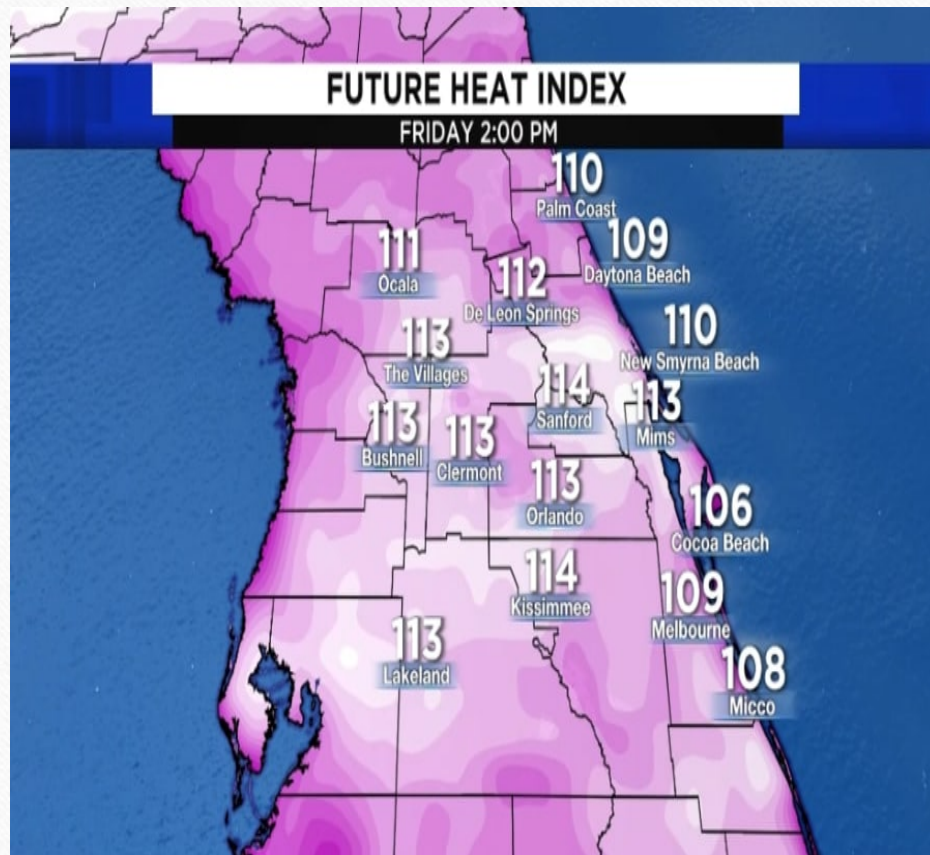 FUTURE HEAT INDEX
FRIDAY 2:00 PM
110
Palm Coast
109
Daytona Beach
111
Ocala
112
De Leon Springs
110
New Smyrna Beach
113
The Villages
114
Sanford
113
Mims
113
Bushnell
113
Clermont
113
Orlando
106
Cocoa Beach
114
Kissimmee
109
Melbourne
113
Lakeland
108
Micco